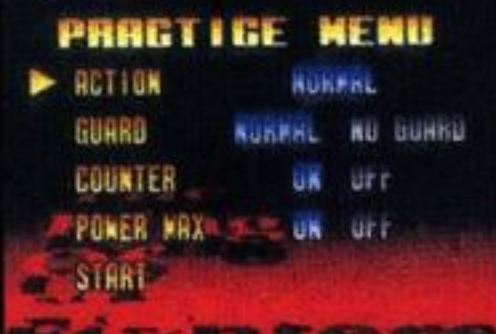 PRACTICE MENU
ACTION NORMAL
GUARD NORMAL NO GUARD
COUNTER ON OFF
POWER MAX ON OFF
START